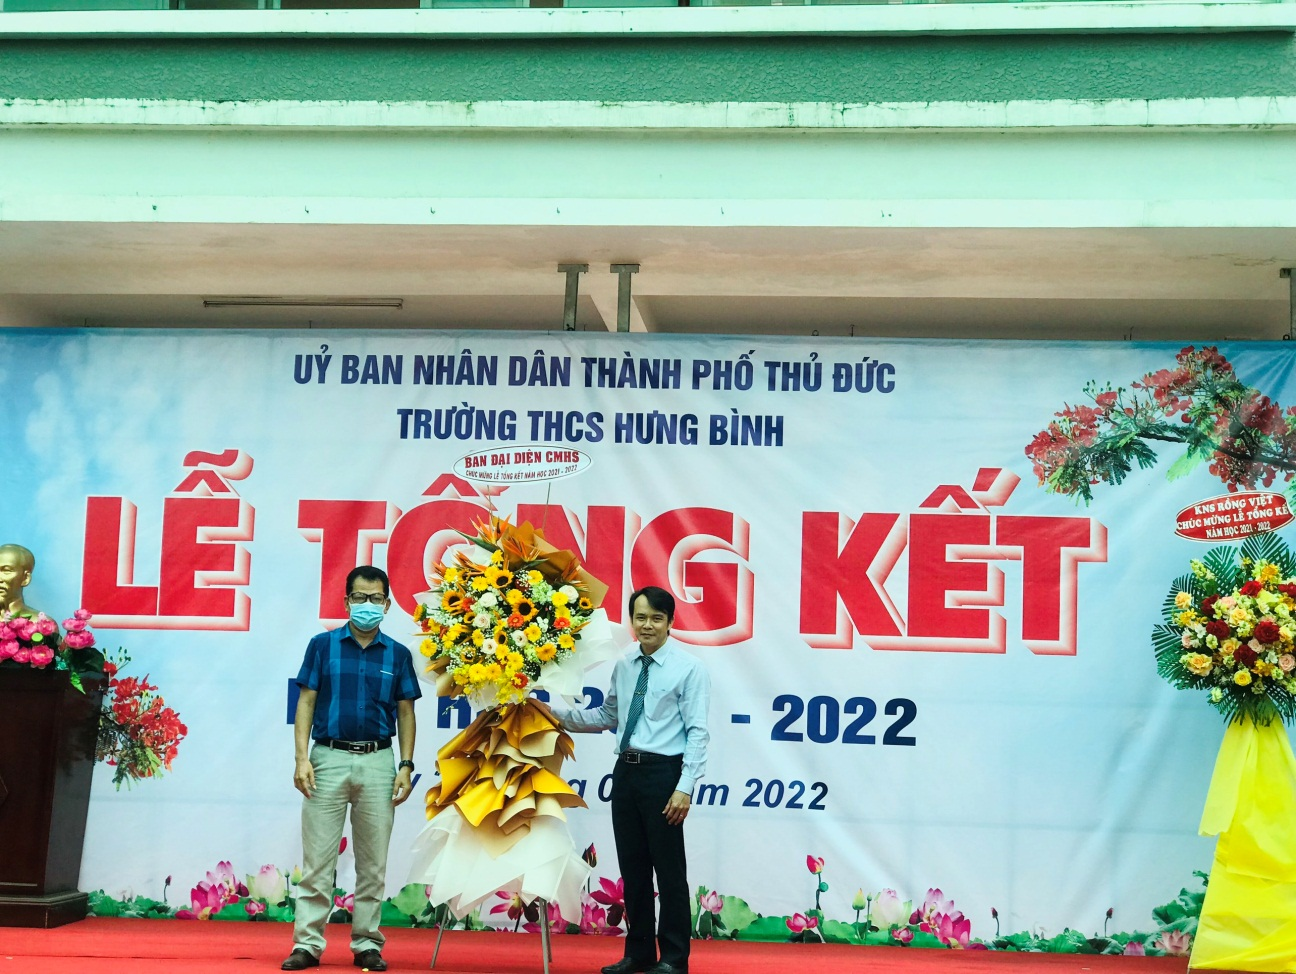 UỶ BAN NHÂN DÂN THÀNH PHỐ THỦ ĐỨC
TRƯỜNG THCS HƯNG BÌNH
BAN ĐẠI DIỆN CMHS
CHÚC MỪNG LỄ TỔNG KẾT NĂM HỌC 2021 - 2022
LỄ TỔNG KẾT
KNS RỒNG VIỆT
CHÚC MỪNG LỄ TỔNG KẾT
NĂM HỌC 2021 - 2022
- 2022
2022